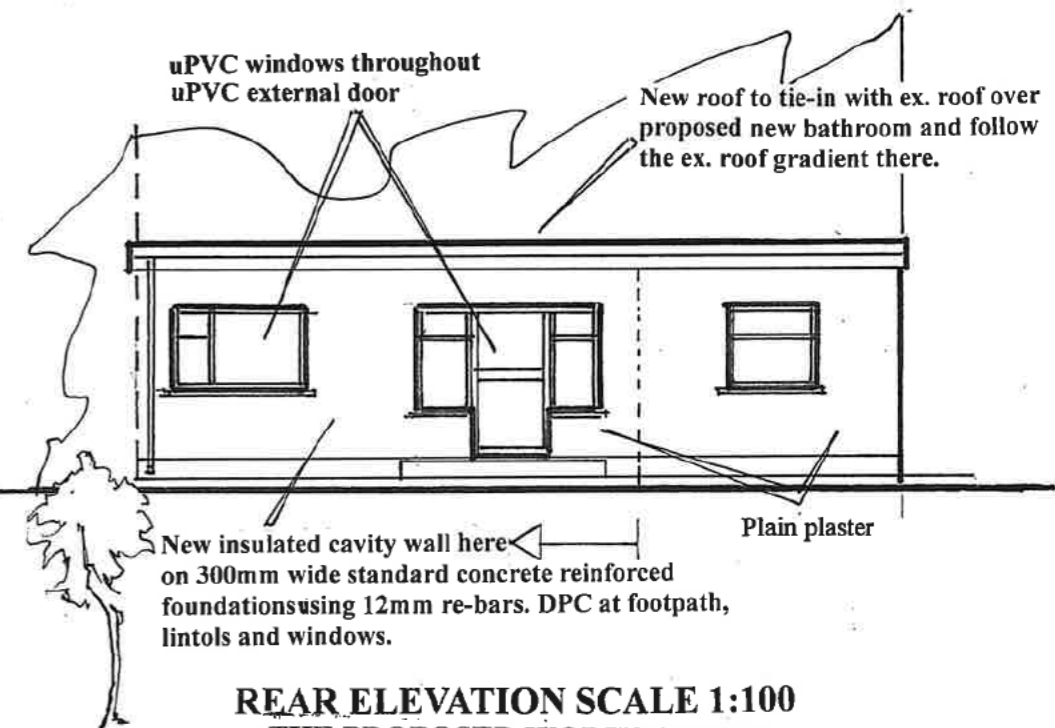 uPVC windows throughout
uPVC external door
New roof to tie-in with ex. roof over
proposed new bathroom and follow
the ex. roof gradient there.
Plain plaster
New insulated cavity wall here
on 300mm wide standard concrete reinforced
foundationsusing 12mm re-bars. DPC at footpath,
lintols and windows.
REAR ELEVATION SCALE 1:100